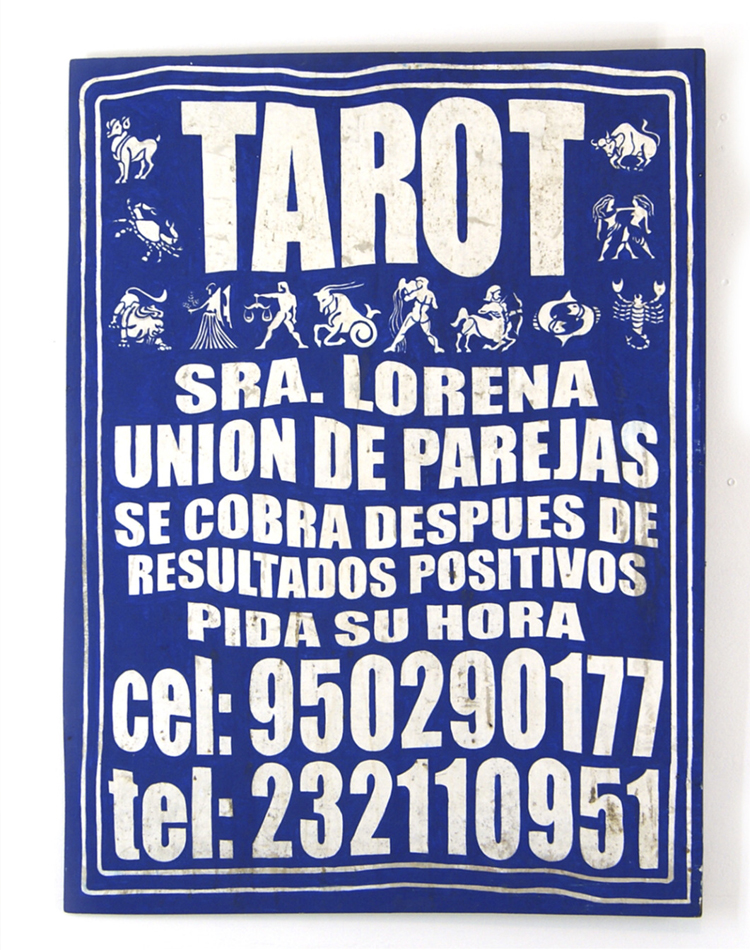 TAROT
SRA. LORENA
UNION DE PAREJAS
SE COBRA DESPUES DE
RESULTADOS POSITIVOS
PIDA SU HORA
cel: 950290177
tel: 232110951